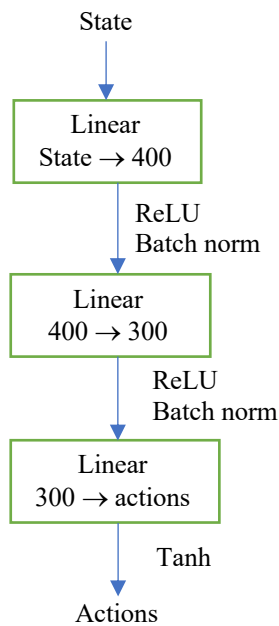 State
Linear
State → 400
ReLU
Batch norm
Linear
400 → 300
ReLU
Batch norm
Linear
300 → actions
Tanh
Actions